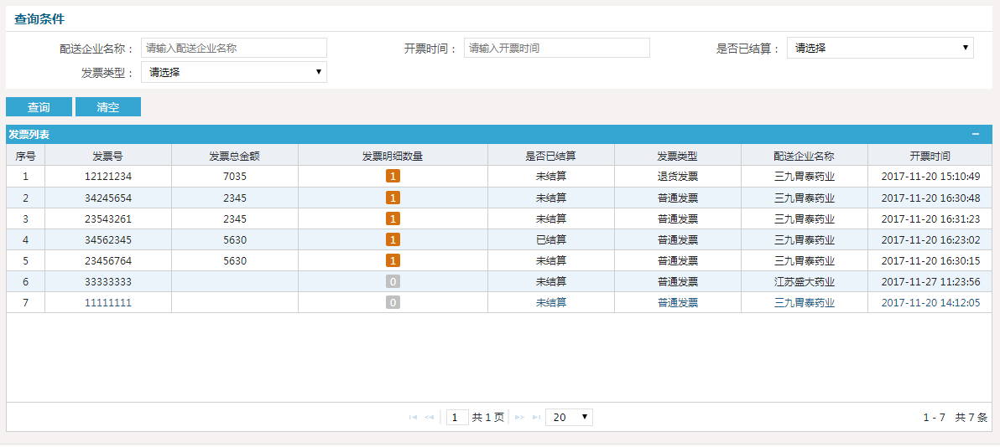 查询条件
配送企业名称： 请输入配送企业名称 开票时间： 请输入开票时间 是否已结算： 请选择
发票类型： 请选择
查询 清空
发票列表
序号 发票号 发票总金额 发票明细数量 是否已结算 发票类型 配送企业名称 开票时间
1 12121234 7035 1 未结算 退货发票 三九胃泰药业 2017-11-20 15:10:49
2 34245654 2345 1 未结算 普通发票 三九胃泰药业 2017-11-20 16:30:48
3 23543261 2345 1 未结算 普通发票 三九胃泰药业 2017-11-20 16:31:23
4 34562345 5630 1 已结算 普通发票 三九胃泰药业 2017-11-20 16:23:02
5 23456764 5630 1 未结算 普通发票 三九胃泰药业 2017-11-20 16:30:15
6 33333333 0 未结算 普通发票 江苏盛大药业 2017-11-27 11:23:56
7 11111111 0 未结算 普通发票 三九胃泰药业 2017-11-20 14:12:05
1 共 1 页 20 1 - 7 共 7 条